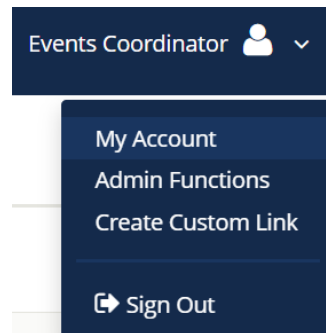 Events Coordinator
My Account
Admin Functions
Create Custom Link
Sign Out